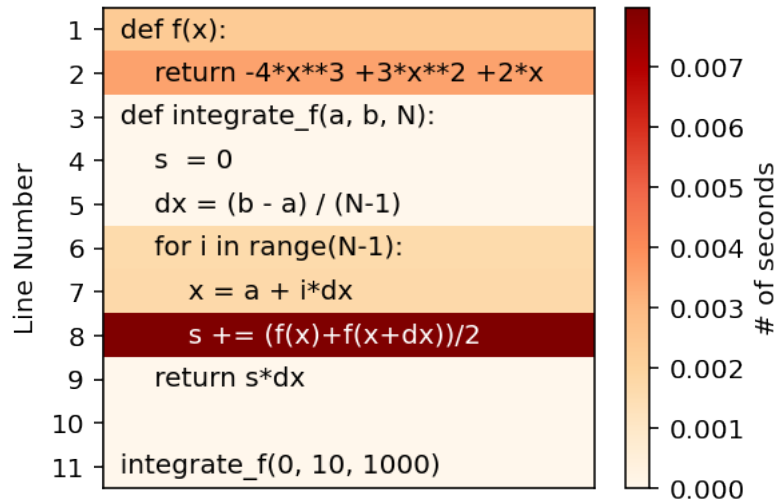 1 def f(x):
2 return -4*x**3 +3*x**2 +2*x
3 def integrate_f(a, b, N):
4 s  = 0
5 dx = (b - a) / (N-1)
6 for i in range(N-1):
7 x = a + i*dx
8 s += (f(x)+f(x+dx))/2
9 return s*dx
10
11 integrate_f(0, 10, 1000)
Line Number
0.007
0.006
0.005
0.004
0.003
0.002
0.001
0.000
# of seconds